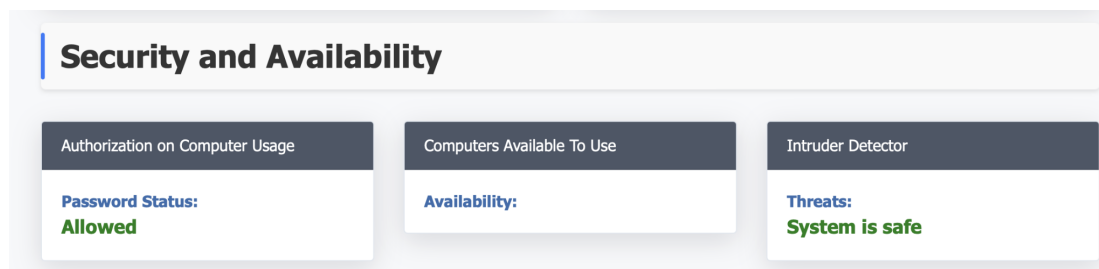 Security and Availability
Authorization on Computer Usage
Password Status:
Allowed
Computers Available To Use
Availability:
Intruder Detector
Threats:
System is safe